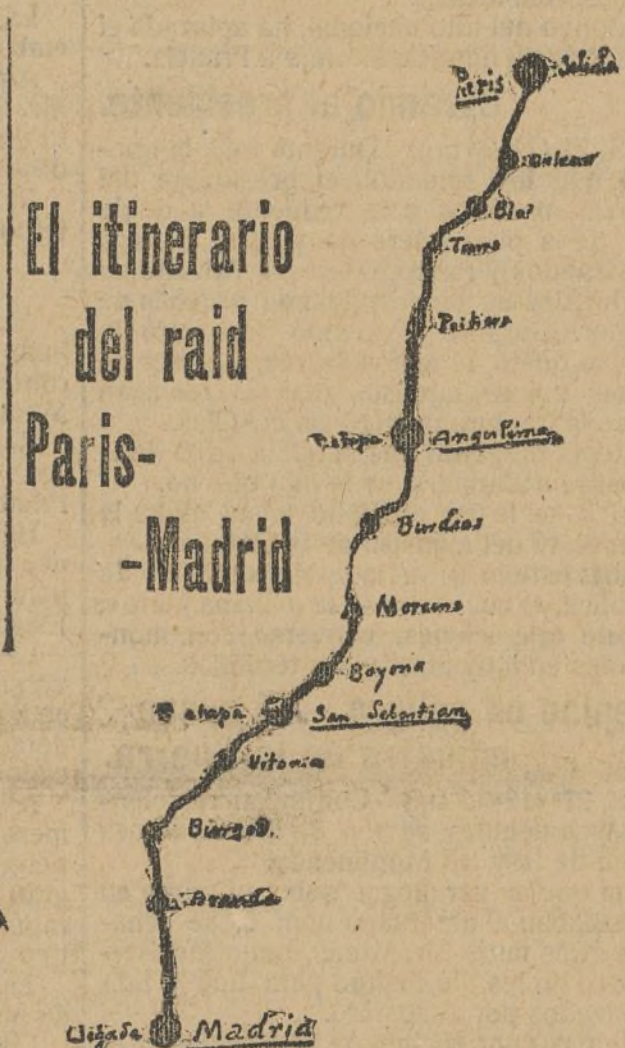 El itinerario
del raid
Paris-
-Madrid
Paris Salida
Orleans
Bloi
Tours
Poitiers
etapa Angulema
Burdeos
Morcens
Bayona
etapa San Sebastian
Vitoria
Burgos.
Aranda
Llegada Madrid